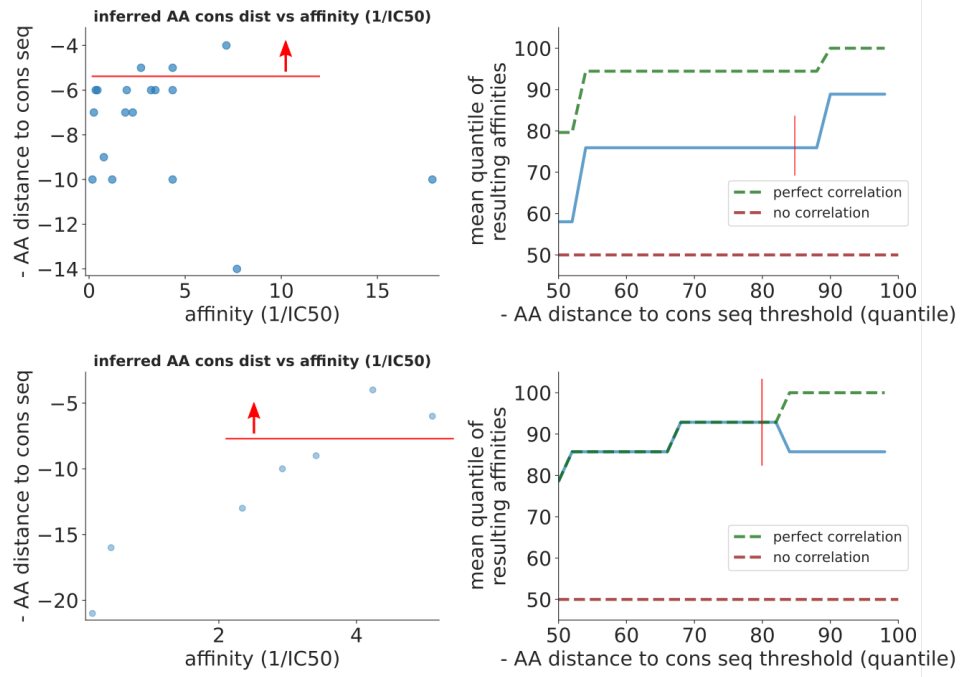 inferred AA cons dist vs affinity (1/IC50)
- AA distance to cons seq
−4
−6
−8
−10
−12
−14
0
5
10
15
affinity (1/IC50)
mean quantile of
resulting affinities
100
90
80
70
60
50
perfect correlation
no correlation
50
60
70
80
90
100
- AA distance to cons seq threshold (quantile)
inferred AA cons dist vs affinity (1/IC50)
- AA distance to cons seq
−5
−10
−15
−20
2
4
affinity (1/IC50)
mean quantile of
resulting affinities
100
90
80
70
60
50
perfect correlation
no correlation
50
60
70
80
90
100
- AA distance to cons seq threshold (quantile)